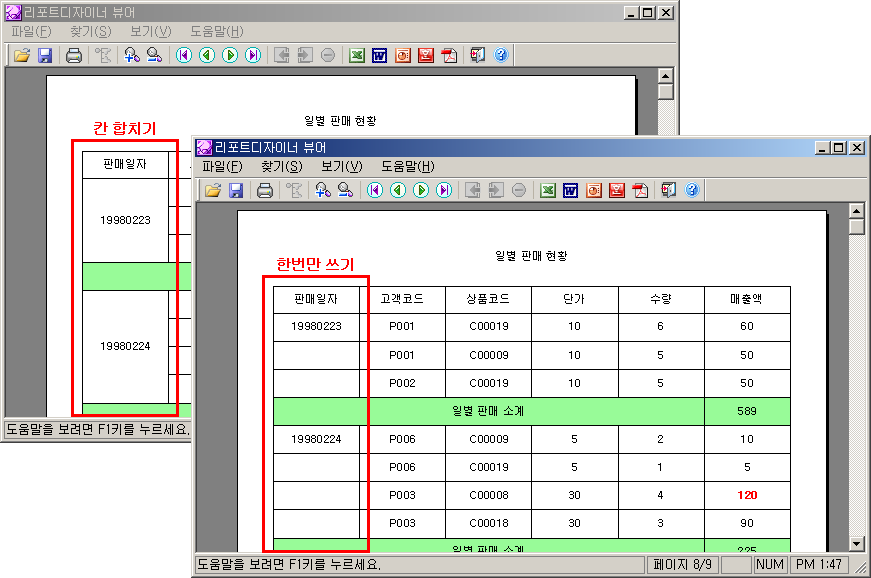 리포트디자이너 뷰어
파일(F) 찾기(S) 보기(V) 도움말(H)
일별 판매 현황
칸 합치기
판매일자
19980223
19980224
도움말을 보려면 F1키를 누르세요.
리포트디자이너 뷰어
파일(F) 찾기(S) 보기(V) 도움말(H)
일별 판매 현황
한번만 쓰기
판매일자 고객코드 상품코드 단가 수량 매출액
19980223 P001 C00019 10 6 60
P001 C00009 10 5 50
P002 C00019 10 5 50
일별 판매 소계 589
19980224 P006 C00009 5 2 10
P006 C00019 5 1 5
P003 C00008 30 4 120
P003 C00018 30 3 90
일별 판매 소계 225
도움말을 보려면 F1키를 누르세요. 페이지 8/9 NUM PM 1:47